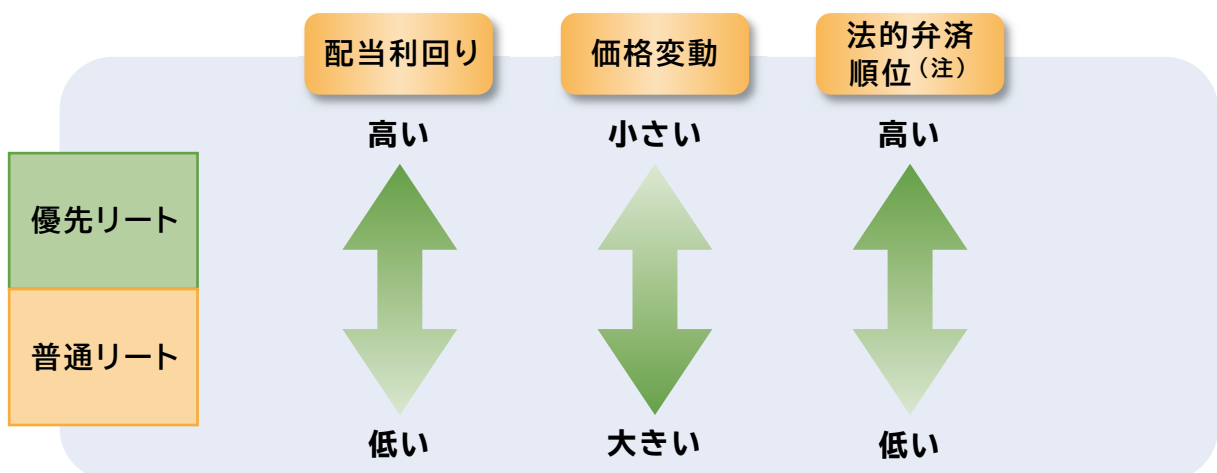 配当利回り
価格変動
法的弁済
順位(注)
高い
小さい
高い
優先リート
普通リート
低い
大きい
低い